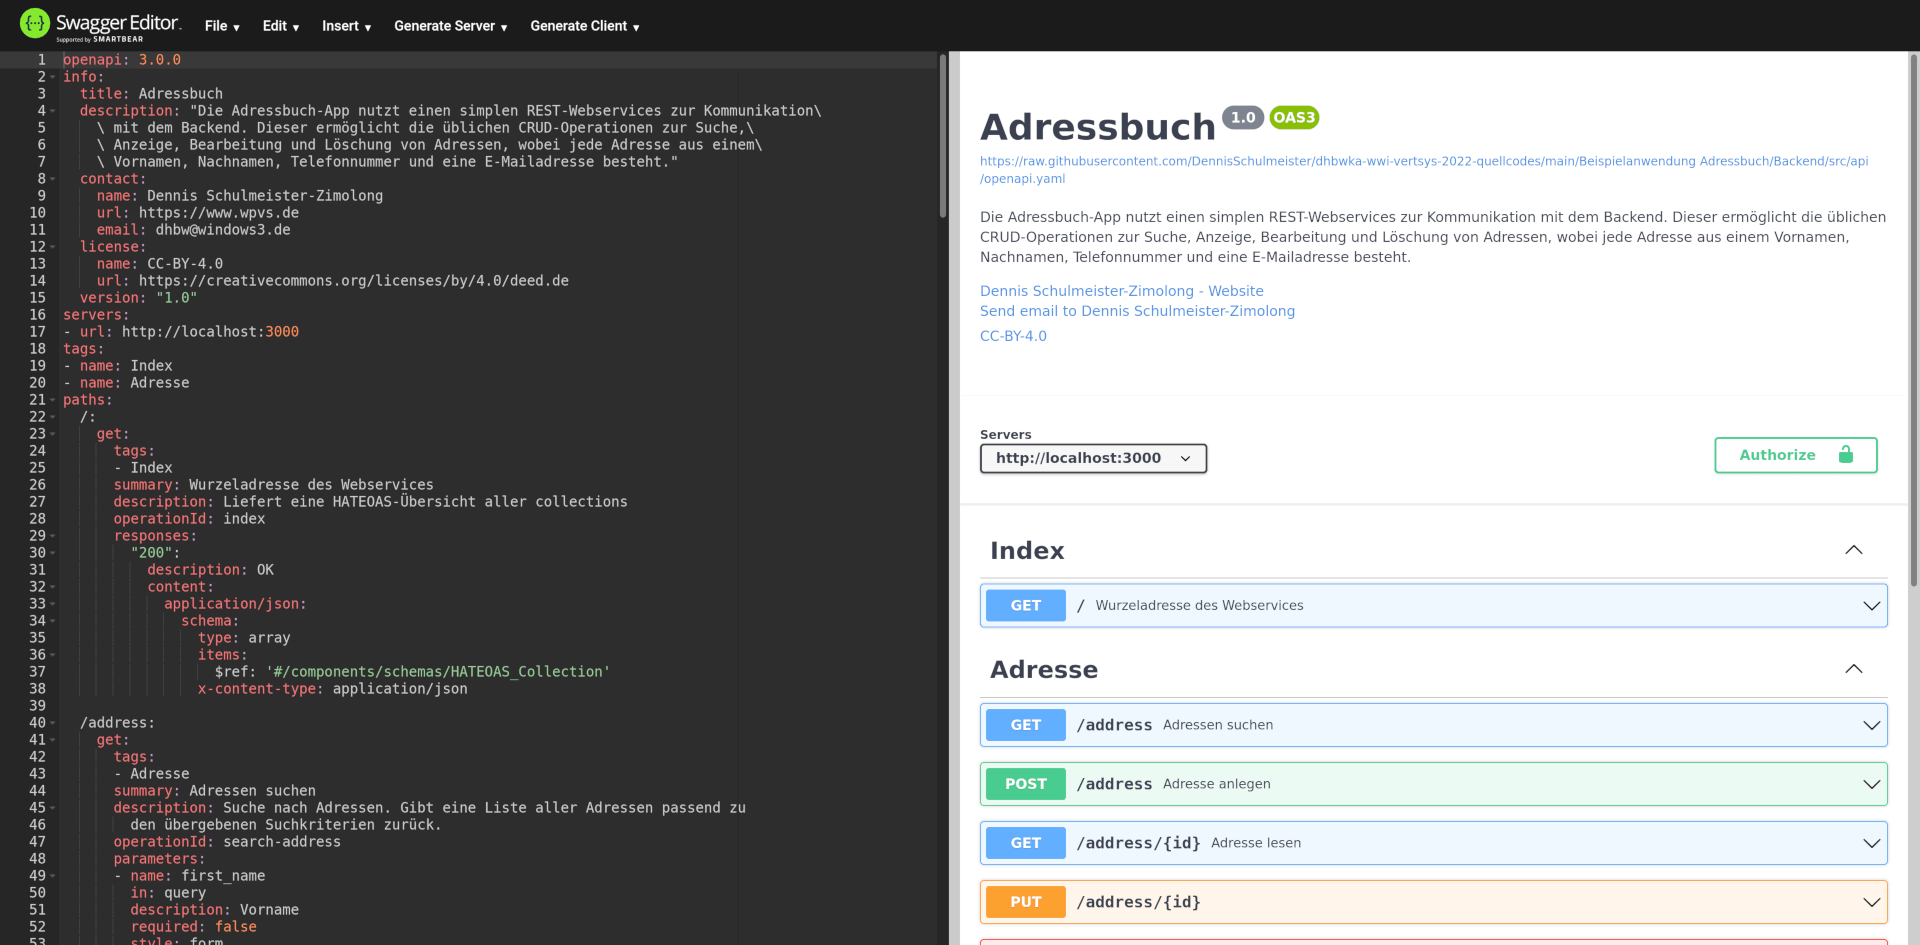 Swagger Editor.
Supported by SMARTBEAR
File Edit Insert Generate Server Generate Client
1 openapi: 3.0.0
2 info:
3 title: Adressbuch
4 description: "Die Adressbuch-App nutzt einen simplen REST-Webservices zur Kommunikation\
5 \ mit dem Backend. Dieser ermöglicht die üblichen CRUD-Operationen zur Suche,\
6 \ Anzeige, Bearbeitung und Löschung von Adressen, wobei jede Adresse aus einem\
7 \ Vornamen, Nachnamen, Telefonnummer und eine E-Mailadresse besteht."
8 contact:
9 name: Dennis Schulmeister-Zimolong
10 url: https://www.wpvs.de
11 email: dhbw@windows3.de
12 license:
13 name: CC-BY-4.0
14 url: https://creativecommons.org/licenses/by/4.0/deed.de
15 version: "1.0"
16 servers:
17 - url: http://localhost:3000
18 tags:
19 - name: Index
20 - name: Adresse
21 paths:
22 /:
23 get:
24 tags:
25 - Index
26 summary: Wurzeladresse des Webservices
27 description: Liefert eine HATEOAS-Übersicht aller collections
28 operationId: index
29 responses:
30 "200":
31 description: OK
32 content:
33 application/json:
34 schema:
35 type: array
36 items:
37 $ref: '#/components/schemas/HATEOAS_Collection'
38 x-content-type: application/json
39
40 /address:
41 get:
42 tags:
43 - Adresse
44 summary: Adressen suchen
45 description: Suche nach Adressen. Gibt eine Liste aller Adressen passend zu
46 den übergebenen Suchkriterien zurück.
47 operationId: search-address
48 parameters:
49 - name: first_name
50 in: query
51 description: Vorname
52 required: false
53 style: form
Adressbuch 1.0 OAS3
https://raw.githubusercontent.com/DennisSchulmeister/dhbwka-wwi-vertsys-2022-quellcodes/main/Beispielanwendung Adressbuch/Backend/src/api
/openapi.yaml
Die Adressbuch-App nutzt einen simplen REST-Webservices zur Kommunikation mit dem Backend. Dieser ermöglicht die üblichen
CRUD-Operationen zur Suche, Anzeige, Bearbeitung und Löschung von Adressen, wobei jede Adresse aus einem Vornamen,
Nachnamen, Telefonnummer und eine E-Mailadresse besteht.
Dennis Schulmeister-Zimolong - Website
Send email to Dennis Schulmeister-Zimolong
CC-BY-4.0
Servers
http://localhost:3000
Authorize
Index
GET / Wurzeladresse des Webservices
Adresse
GET /address Adressen suchen
POST /address Adresse anlegen
GET /address/{id} Adresse lesen
PUT /address/{id}